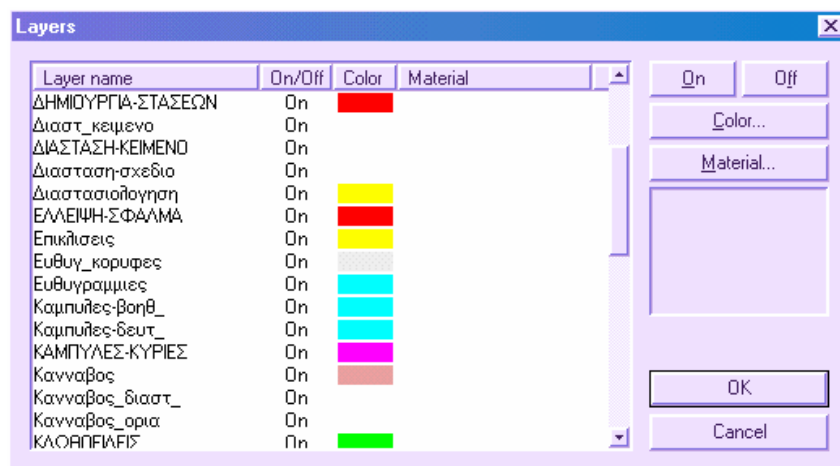 Layers
Layer name On/Off Color Material
ΔΗΜΙΟΥΡΓΙΑ-ΣΤΑΣΕΩΝ On
Διαστ_κειμενο On
ΔΙΑΣΤΑΣΗ-ΚΕΙΜΕΝΟ On
Διασταση-σχεδιο On
Διαστασιολογηση On
ΕΛΛΕΙΨΗ-ΣΦΑΛΜΑ On
Επικλισεις On
Ευθυγ_κορυφες On
Ευθυγραμμιες On
Καμπυλες-βοηθ_ On
Καμπυλες-δευτ_ On
ΚΑΜΠΥΛΕΣ-ΚΥΡΙΕΣ On
Κανναβος On
Κανναβος_διαστ_ On
Κανναβος_ορια On
ΚΛΩΘΟΕΙΔΕΙΣ On
On Off
Color...
Material...
OK
Cancel